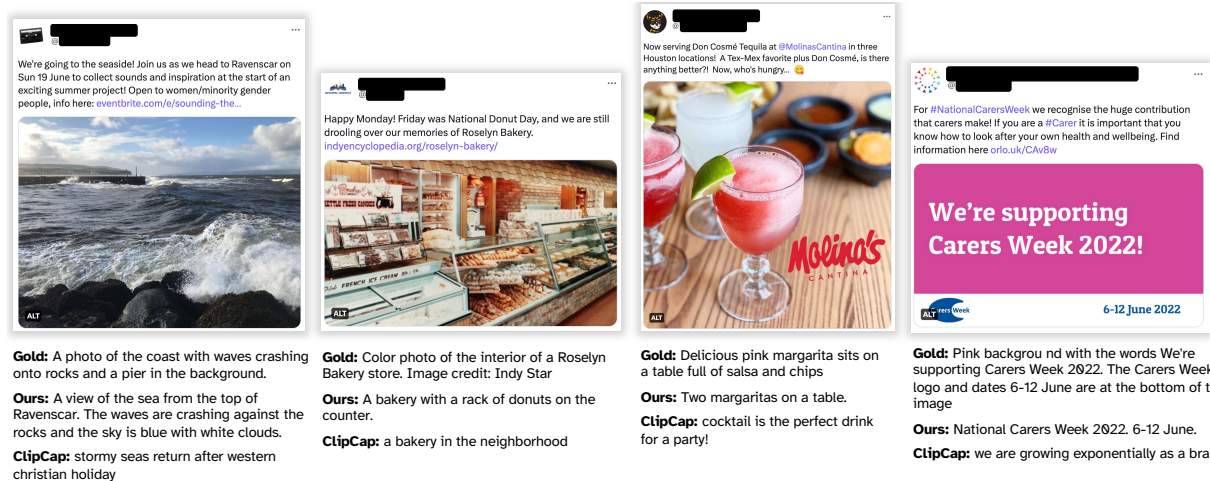 @
We're going to the seaside! Join us as we head to Ravenscar on
Sun 19 June to collect sounds and inspiration at the start of an
exciting summer project! Open to women/minority gender
people, info here: eventbrite.com/e/sounding-the...
ALT
Gold: A photo of the coast with waves crashing
onto rocks and a pier in the background.
Ours: A view of the sea from the top of
Ravenscar. The waves are crashing against the
rocks and the sky is blue with white clouds.
ClipCap: stormy seas return after western
christian holiday
@
Happy Monday! Friday was National Donut Day, and we are still
drooling over our memories of Roselyn Bakery.
indyencyclopedia.org/roselyn-bakery/
KETTLE FRESH CANDIES
FRENCH ICE CREAM
ALT
Gold: Color photo of the interior of a Roselyn
Bakery store. Image credit: Indy Star
Ours: A bakery with a rack of donuts on the
counter.
ClipCap: a bakery in the neighborhood
@
Now serving Don Cosmé Tequila at @MolinasCantina in three
Houston locations! A Tex-Mex favorite plus Don Cosmé, is there
anything better?! Now, who's hungry... 😋
Molina's
CANTINA
ALT
Gold: Delicious pink margarita sits on
a table full of salsa and chips
Ours: Two margaritas on a table.
ClipCap: cocktail is the perfect drink
for a party!
@
For #NationalCarersWeek we recognise the huge contribution
that carers make! If you are a #Carer it is important that you
know how to look after your own health and wellbeing. Find
information here orlo.uk/CAv8w
We're supporting
Carers Week 2022!
ALT
Week
6-12 June 2022
Gold: Pink backgrou nd with the words We're
supporting Carers Week 2022. The Carers Week
logo and dates 6-12 June are at the bottom of t
image
Ours: National Carers Week 2022. 6-12 June.
ClipCap: we are growing exponentially as a bra